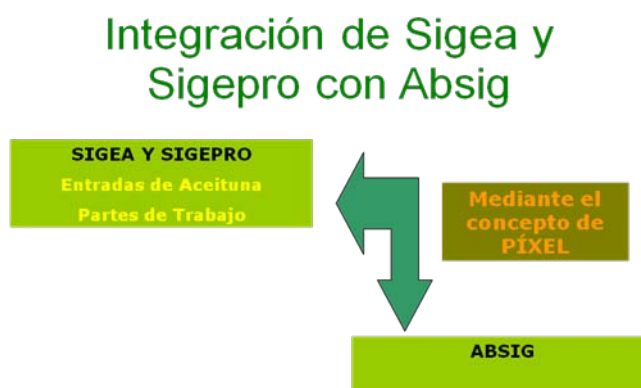 Integración de Sigea y
Sigepro con Absig
SIGEA Y SIGEPRO
Entradas de Aceituna
Partes de Trabajo
Mediante el
concepto de
PÍXEL
ABSIG